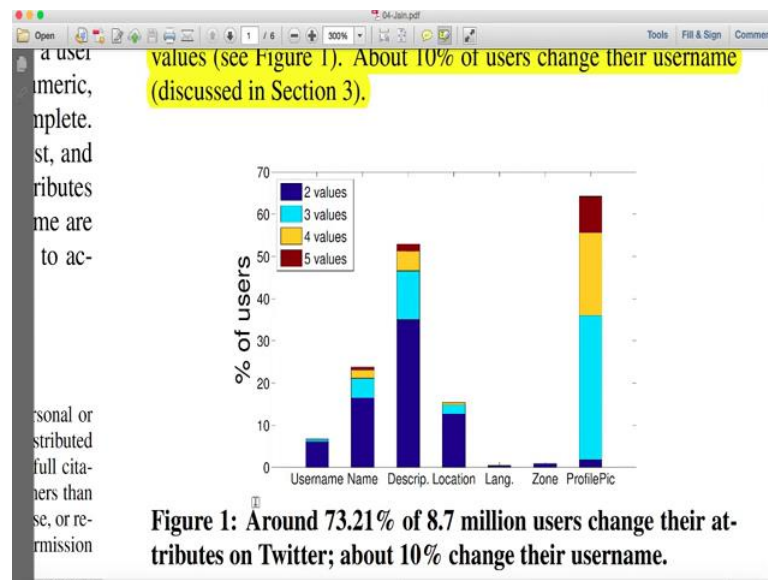 04-Jain.pdf
Open
1 / 6
300%
Tools
Fill & Sign
Commen
a user
values (see Figure 1). About 10% of users change their username
umeric,
(discussed in Section 3).
mplete.
st, and
ributes
me are
to ac-
70
60
50
40
30
20
10
0
% of users
2 values
3 values
4 values
5 values
Username Name Descrip. Location Lang. Zone ProfilePic
rsonal or
stributed
full cita-
ners than
se, or re-
rmission
Figure 1: Around 73.21% of 8.7 million users change their at-
tributes on Twitter; about 10% change their username.